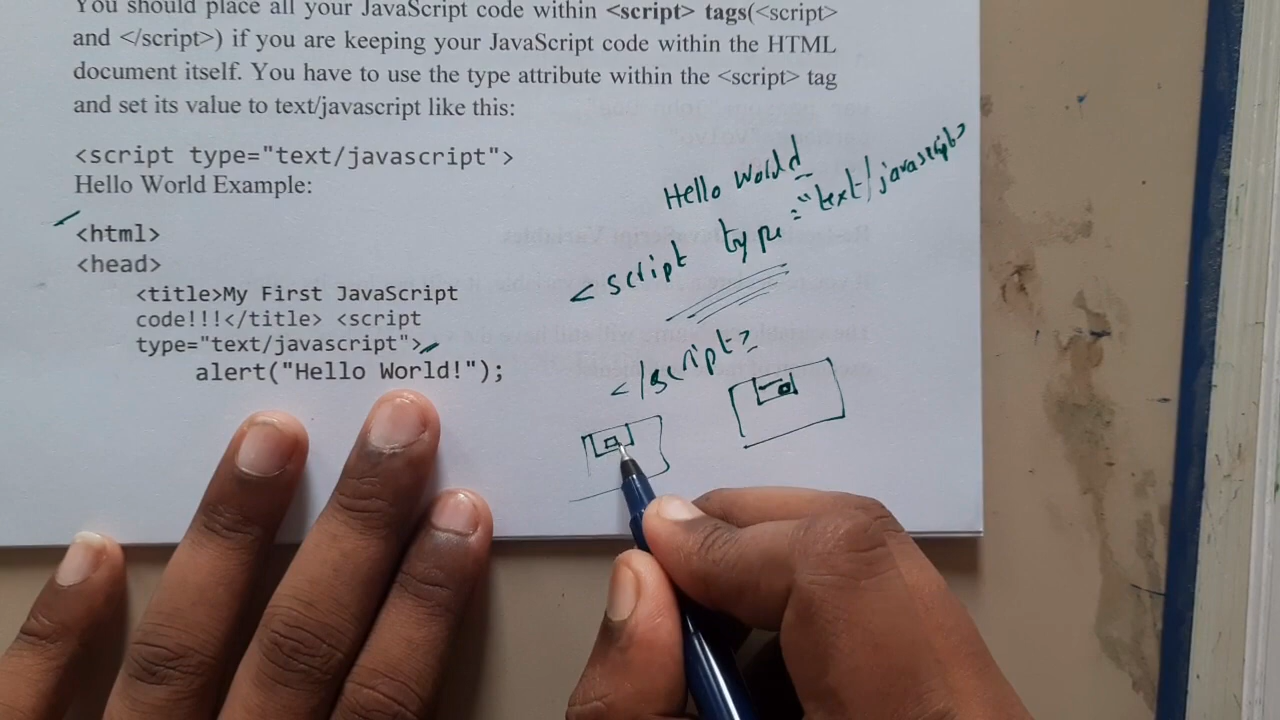 You should place all your JavaScript code within <script> tags(<script>
and </script>) if you are keeping your JavaScript code within the HTML
document itself. You have to use the type attribute within the <script> tag
and set its value to text/javascript like this:
<script type="text/javascript">
Hello World Example:
<html>
<head>
<title>My First JavaScript
code!!!</title> <script
type="text/javascript">
alert("Hello World!");
Hello World
<script type="text/javascript>
</script>